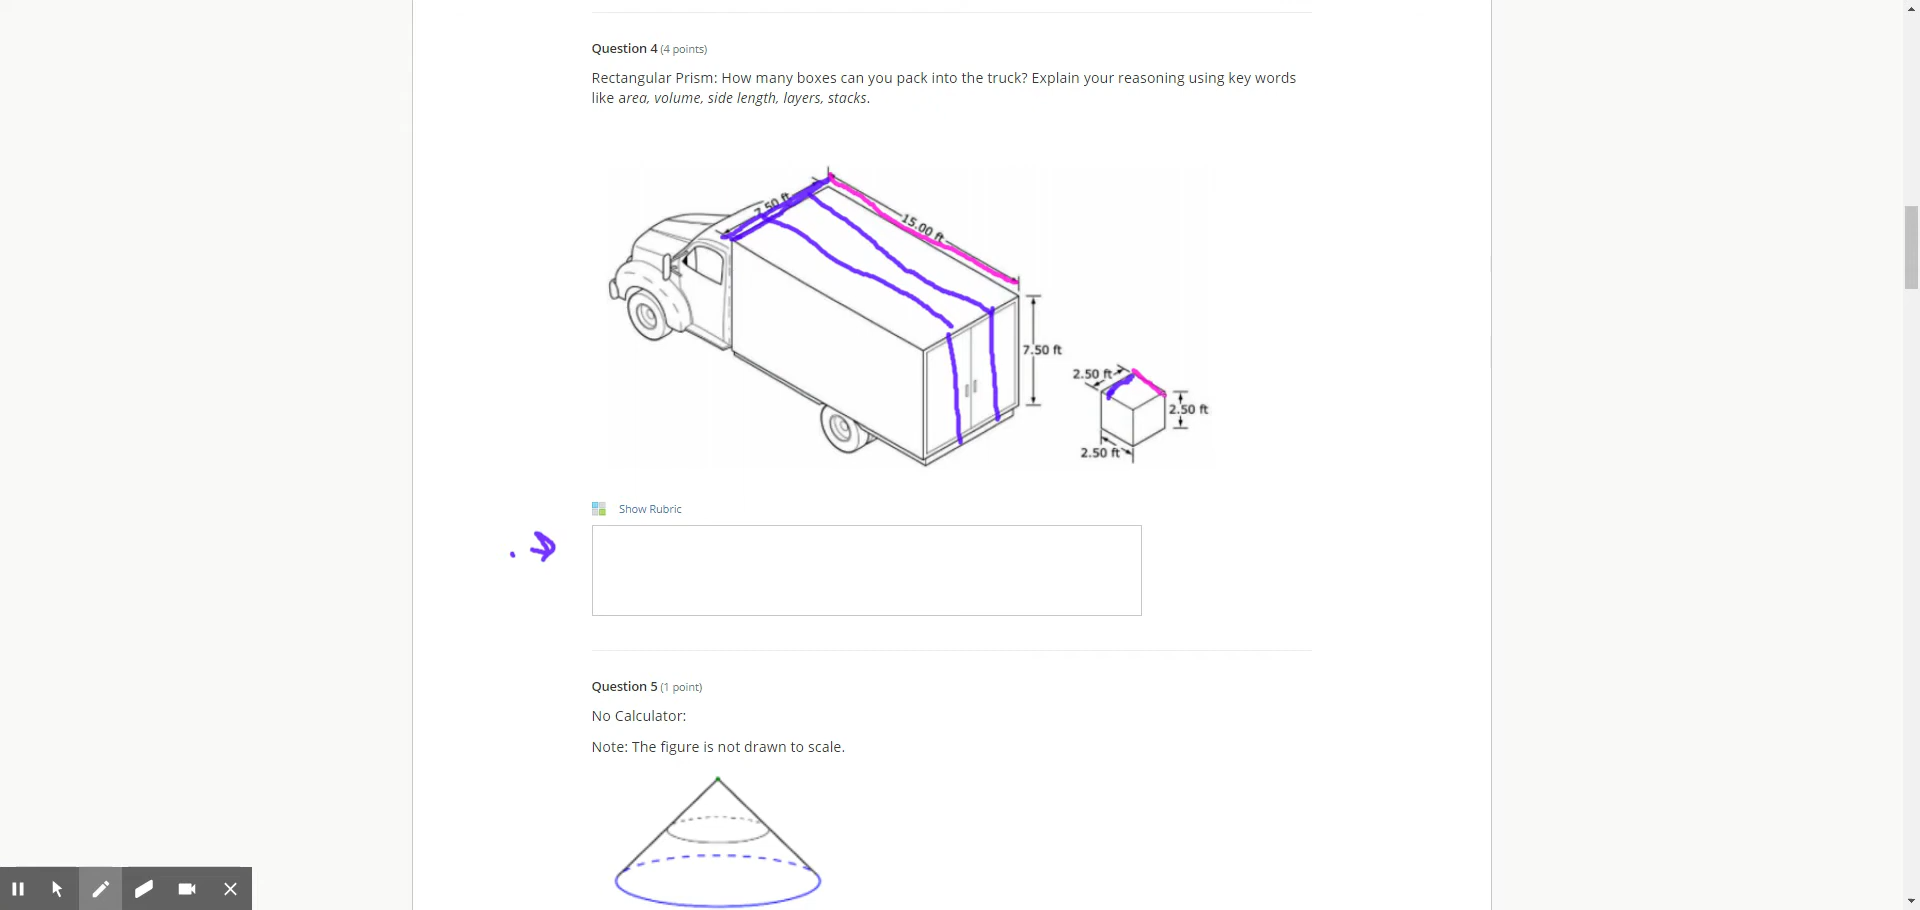 Question 4 (4 points)
Rectangular Prism: How many boxes can you pack into the truck? Explain your reasoning using key words
like area, volume, side length, layers, stacks.
7.50 ft
15.00 ft
7.50 ft
2.50 ft
2.50 ft
2.50 ft
Show Rubric
Question 5 (1 point)
No Calculator:
Note: The figure is not drawn to scale.